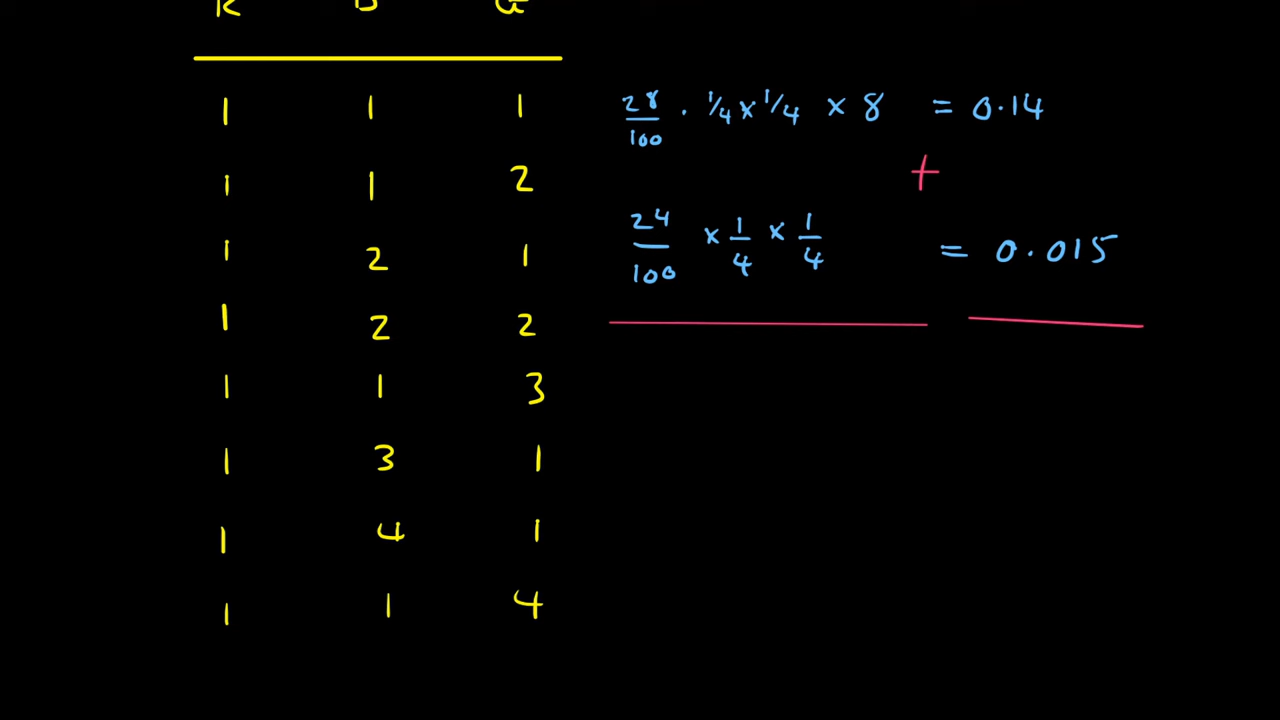 R B G
1 1 1 28/100 · 1/4 x 1/4 x 8 = 0.14
1 1 2 +
1 2 1 24/100 x 1/4 x 1/4 = 0.015
1 2 2
1 1 3
1 3 1
1 4 1
1 1 4